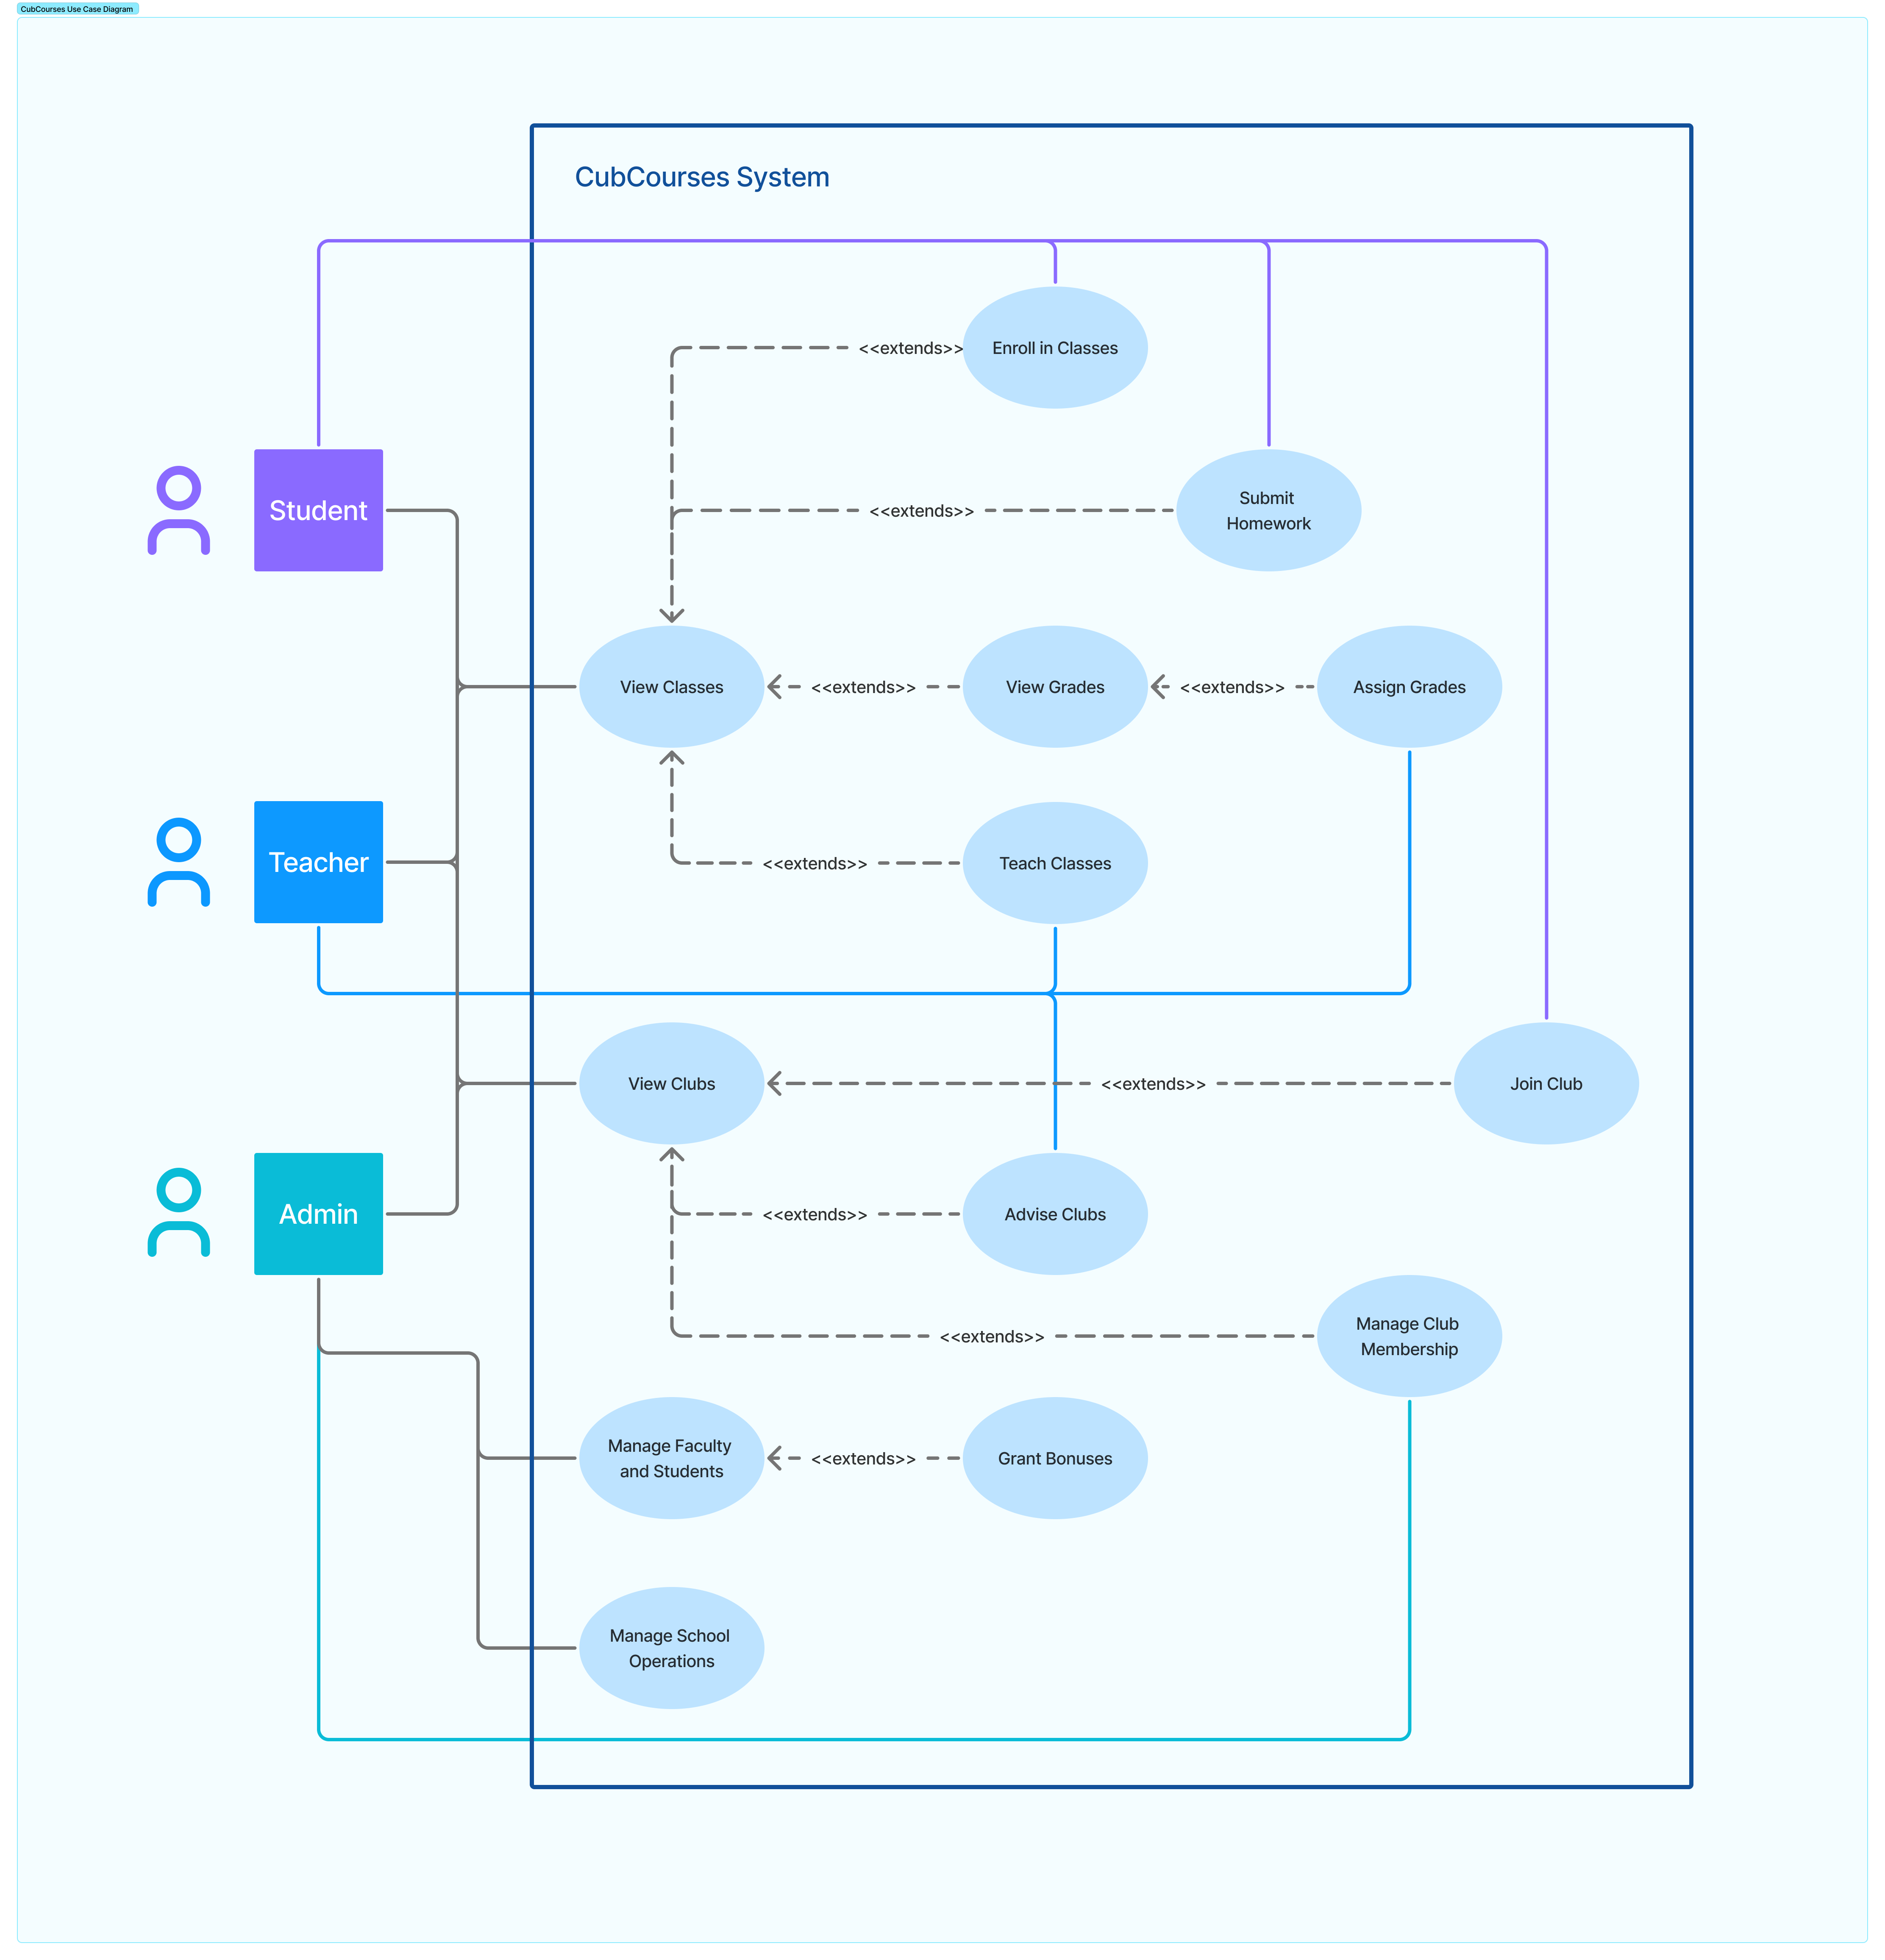 CubCourses Use Case Diagram
CubCourses System
<<extends>>
Enroll in Classes
Student
<<extends>>
Submit
Homework
View Classes
<<extends>>
View Grades
<<extends>>
Assign Grades
Teacher
<<extends>>
Teach Classes
View Clubs
<<extends>>
Join Club
Admin
<<extends>>
Advise Clubs
<<extends>>
Manage Club
Membership
Manage Faculty
and Students
<<extends>>
Grant Bonuses
Manage School
Operations